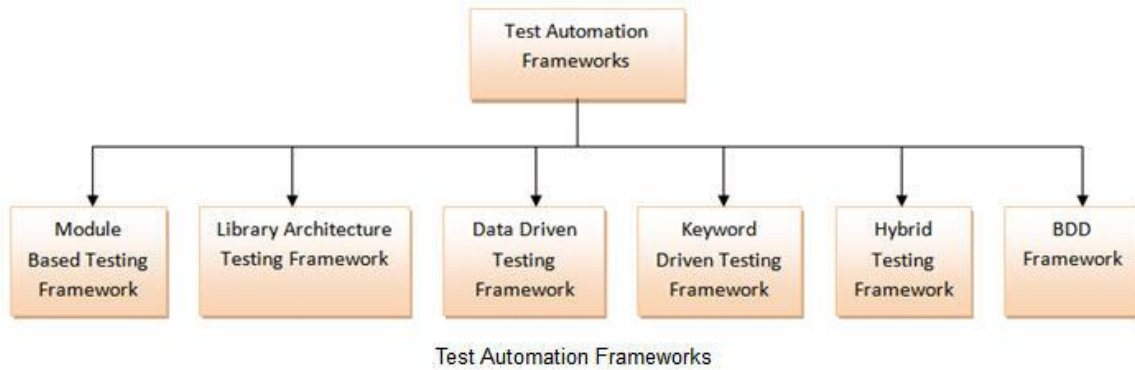 Test Automation
Frameworks
Module
Based Testing
Framework
Library Architecture
Testing Framework
Data Driven
Testing
Framework
Keyword
Driven Testing
Framework
Hybrid
Testing
Framework
BDD
Framework
Test Automation Frameworks